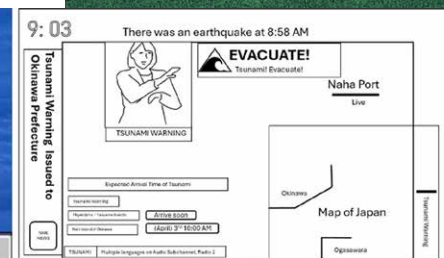 9:03
There was an earthquake at 8:58 AM
Tsunami Warning Issued to
Okinawa Prefecture
EVACUATE!
Tsunami! Evacuate!
TSUNAMI WARNING
Naha Port
Live
Expected Arrival Time of Tsunami
Tsunami Warning
Arrive soon
(April) 3rd 10:00 AM
Okinawa
Map of Japan
Ogasawara
Tsunami Warning
TSUNAMI
Multiple languages on Audio Subchannel, Radio 2